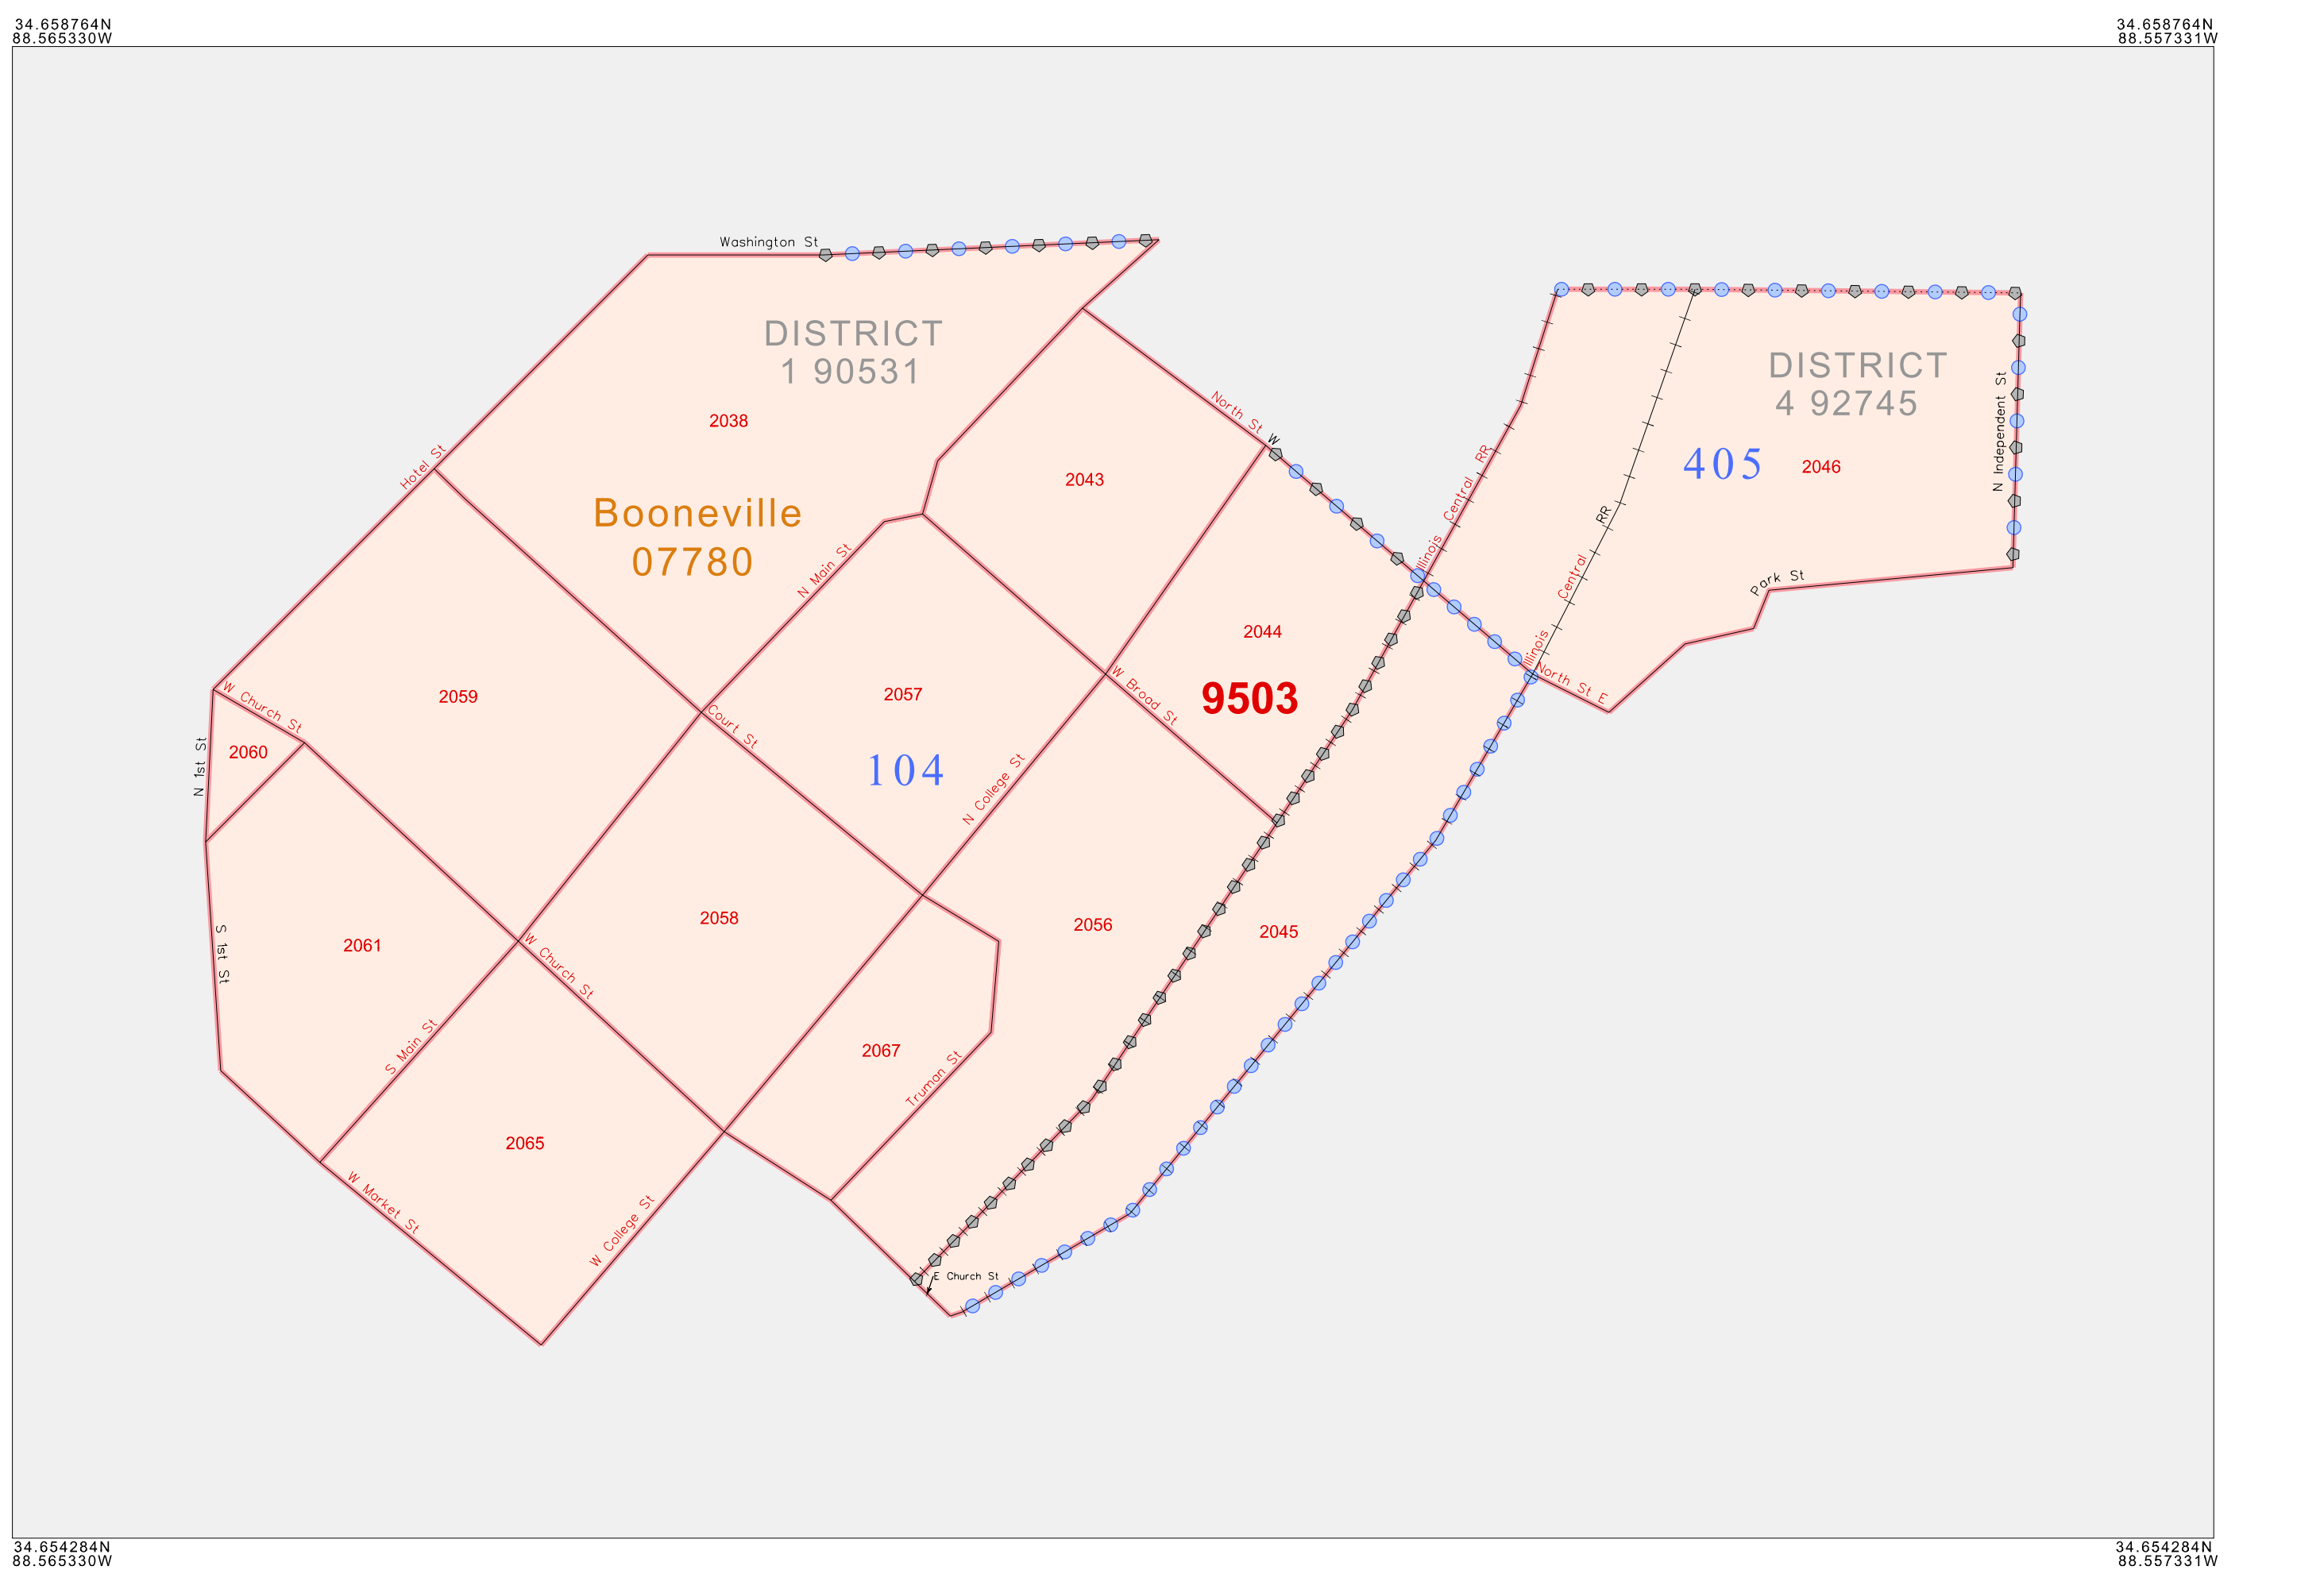 34.658764N
88.565330W
34.658764N
88.557331W
Washington St
DISTRICT
1 90531
DISTRICT
4 92745
2038
Hotel St
North St
W
2043
Illinois Central RR
405
2046
N Independent St
Booneville
07780
N Main St
RR
Illinois Central
Park St
2044
9503
North St E
2059
W Church St
2057
Court St
W Broad St
N 1st St
2060
104
N College St
2058
2056
2045
2061
S 1st St
W Church St
S Main St
2067
Truman St
2065
W Market St
W College St
E Church St
34.654284N
88.565330W
34.654284N
88.557331W